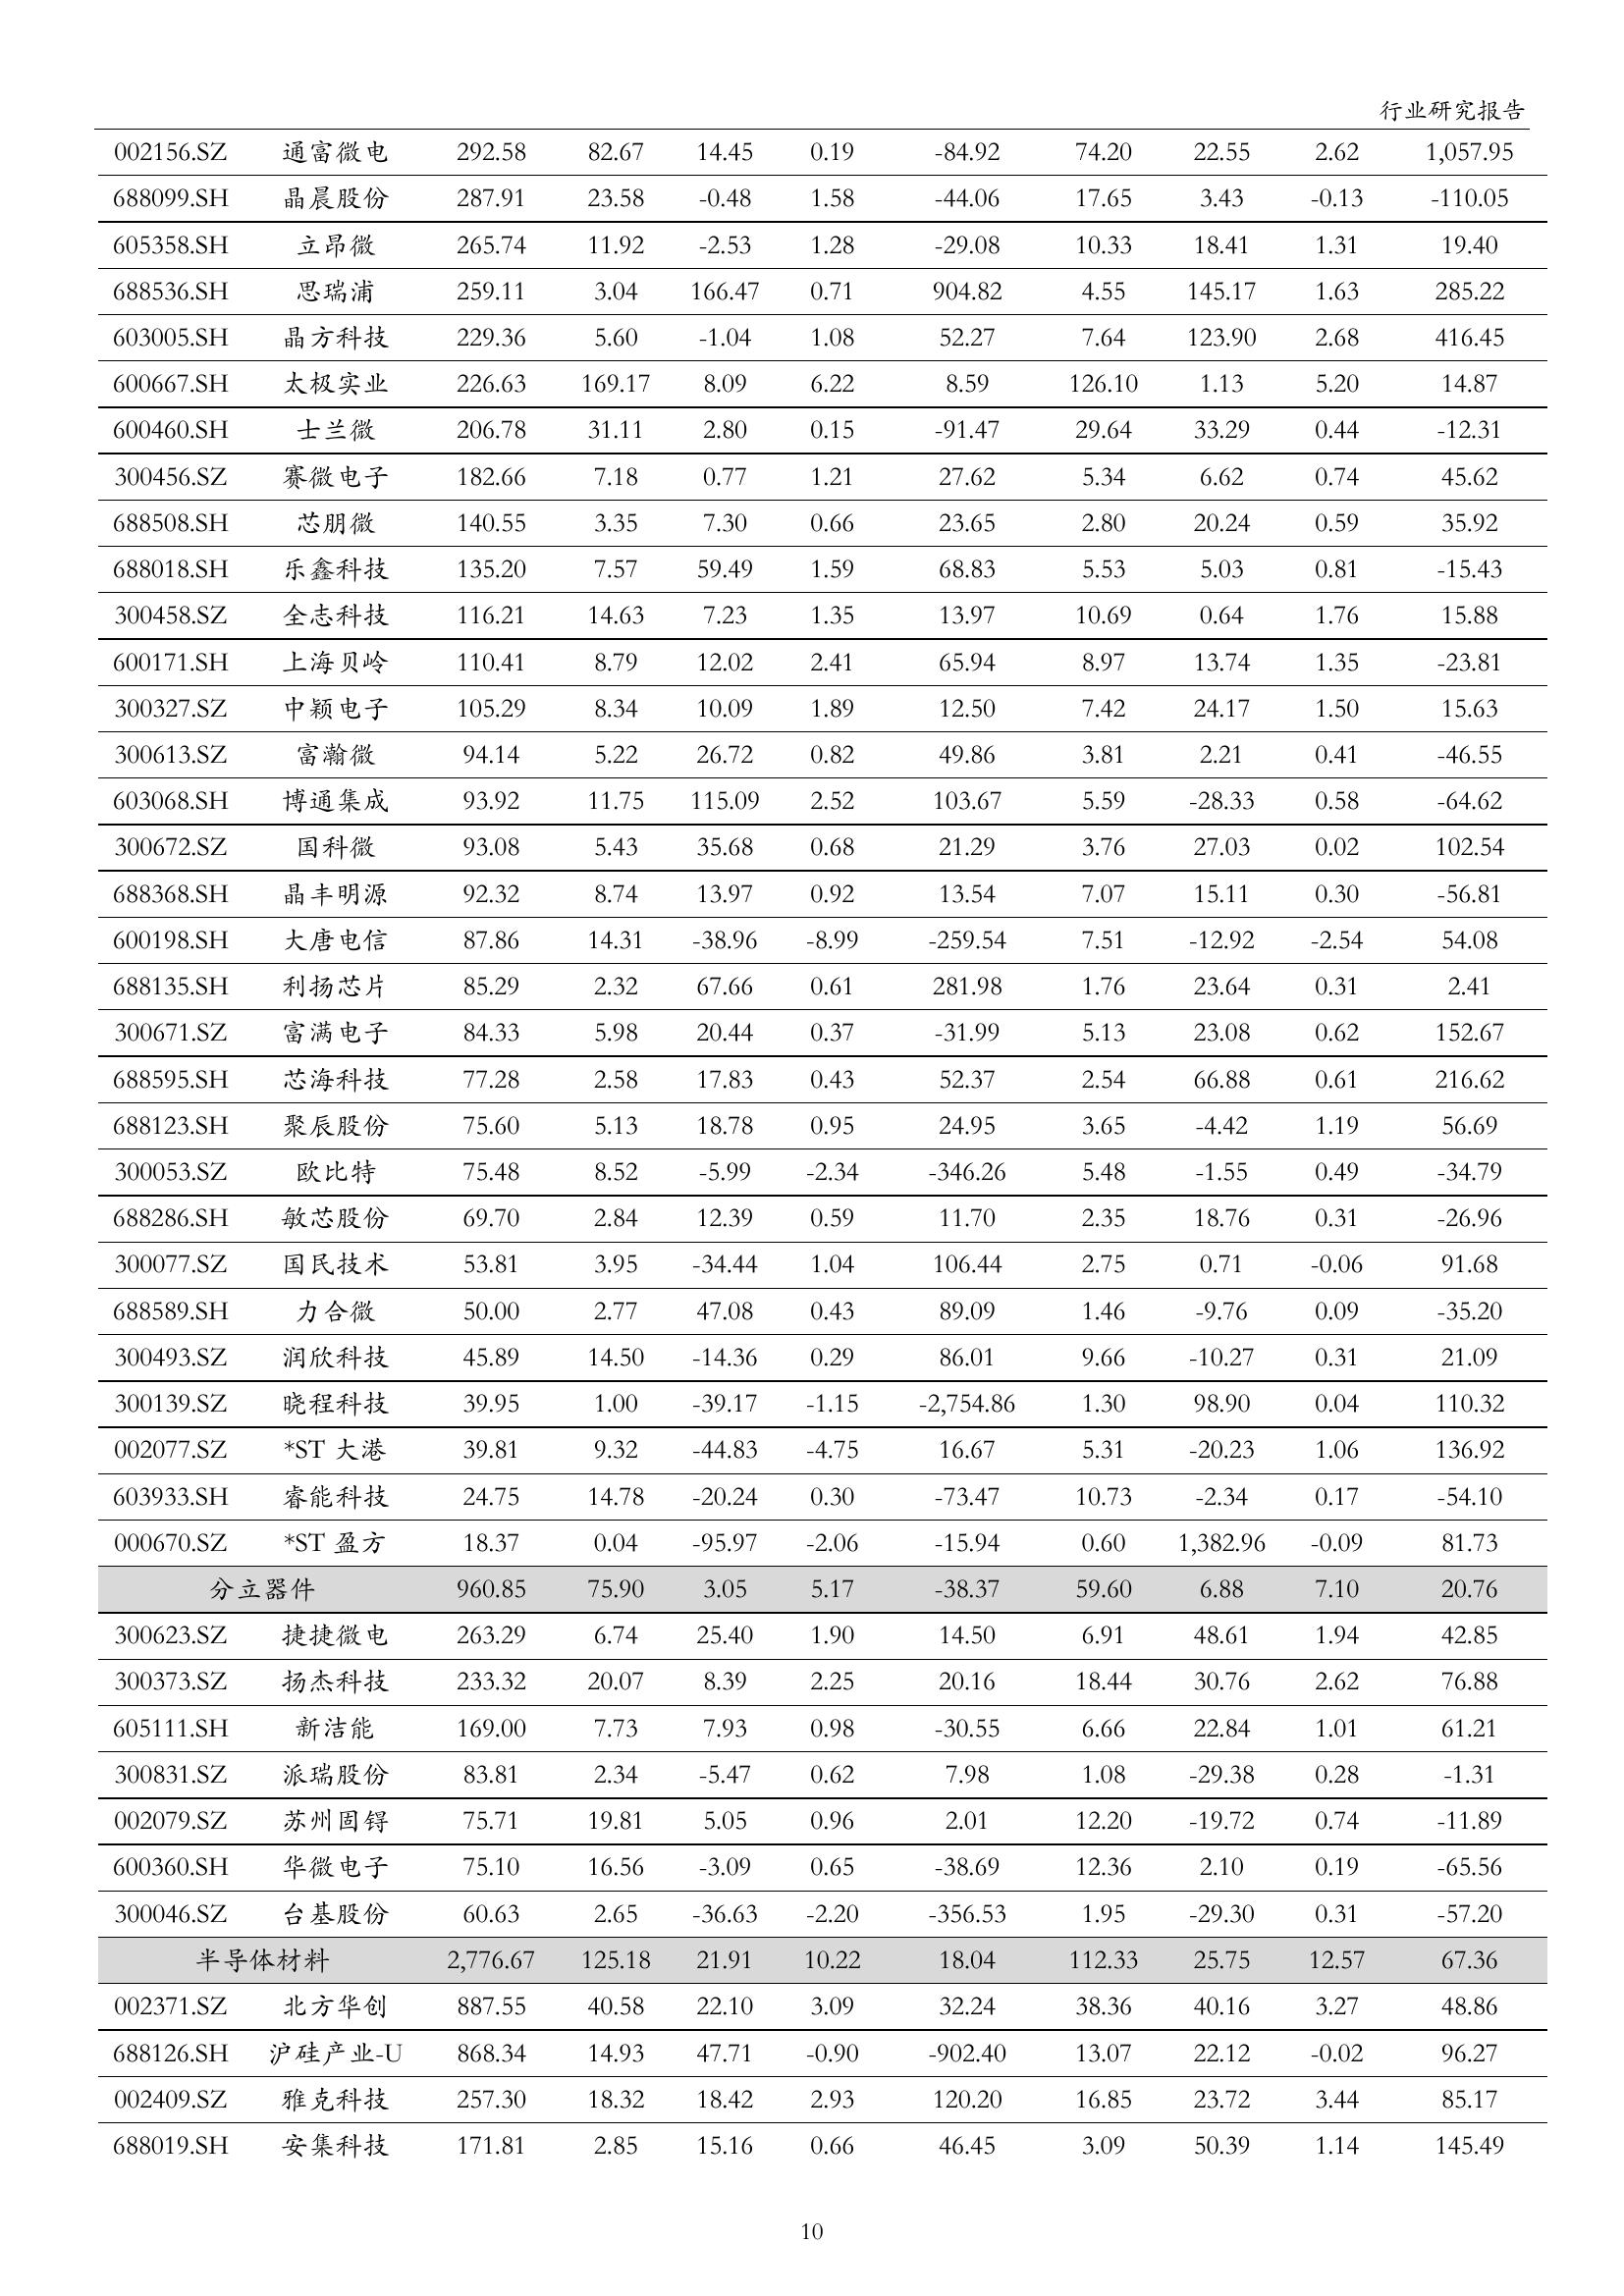 行业研究报告
002156.SZ 通富微电 292.58 82.67 14.45 0.19 -84.92 74.20 22.55 2.62 1,057.95
688099.SH 晶晨股份 287.91 23.58 -0.48 1.58 -44.06 17.65 3.43 -0.13 -110.05
605358.SH 立昂微 265.74 11.92 -2.53 1.28 -29.08 10.33 18.41 1.31 19.40
688536.SH 思瑞浦 259.11 3.04 166.47 0.71 904.82 4.55 145.17 1.63 285.22
603005.SH 晶方科技 229.36 5.60 -1.04 1.08 52.27 7.64 123.90 2.68 416.45
600667.SH 太极实业 226.63 169.17 8.09 6.22 8.59 126.10 1.13 5.20 14.87
600460.SH 士兰微 206.78 31.11 2.80 0.15 -91.47 29.64 33.29 0.44 -12.31
300456.SZ 赛微电子 182.66 7.18 0.77 1.21 27.62 5.34 6.62 0.74 45.62
688508.SH 芯朋微 140.55 3.35 7.30 0.66 23.65 2.80 20.24 0.59 35.92
688018.SH 乐鑫科技 135.20 7.57 59.49 1.59 68.83 5.53 5.03 0.81 -15.43
300458.SZ 全志科技 116.21 14.63 7.23 1.35 13.97 10.69 0.64 1.76 15.88
600171.SH 上海贝岭 110.41 8.79 12.02 2.41 65.94 8.97 13.74 1.35 -23.81
300327.SZ 中颖电子 105.29 8.34 10.09 1.89 12.50 7.42 24.17 1.50 15.63
300613.SZ 富瀚微 94.14 5.22 26.72 0.82 49.86 3.81 2.21 0.41 -46.55
603068.SH 博通集成 93.92 11.75 115.09 2.52 103.67 5.59 -28.33 0.58 -64.62
300672.SZ 国科微 93.08 5.43 35.68 0.68 21.29 3.76 27.03 0.02 102.54
688368.SH 晶丰明源 92.32 8.74 13.97 0.92 13.54 7.07 15.11 0.30 -56.81
600198.SH 大唐电信 87.86 14.31 -38.96 -8.99 -259.54 7.51 -12.92 -2.54 54.08
688135.SH 利扬芯片 85.29 2.32 67.66 0.61 281.98 1.76 23.64 0.31 2.41
300671.SZ 富满电子 84.33 5.98 20.44 0.37 -31.99 5.13 23.08 0.62 152.67
688595.SH 芯海科技 77.28 2.58 17.83 0.43 52.37 2.54 66.88 0.61 216.62
688123.SH 聚辰股份 75.60 5.13 18.78 0.95 24.95 3.65 -4.42 1.19 56.69
300053.SZ 欧比特 75.48 8.52 -5.99 -2.34 -346.26 5.48 -1.55 0.49 -34.79
688286.SH 敏芯股份 69.70 2.84 12.39 0.59 11.70 2.35 18.76 0.31 -26.96
300077.SZ 国民技术 53.81 3.95 -34.44 1.04 106.44 2.75 0.71 -0.06 91.68
688589.SH 力合微 50.00 2.77 47.08 0.43 89.09 1.46 -9.76 0.09 -35.20
300493.SZ 润欣科技 45.89 14.50 -14.36 0.29 86.01 9.66 -10.27 0.31 21.09
300139.SZ 晓程科技 39.95 1.00 -39.17 -1.15 -2,754.86 1.30 98.90 0.04 110.32
002077.SZ *ST 大港 39.81 9.32 -44.83 -4.75 16.67 5.31 -20.23 1.06 136.92
603933.SH 睿能科技 24.75 14.78 -20.24 0.30 -73.47 10.73 -2.34 0.17 -54.10
000670.SZ *ST 盈方 18.37 0.04 -95.97 -2.06 -15.94 0.60 1,382.96 -0.09 81.73
分立器件 960.85 75.90 3.05 5.17 -38.37 59.60 6.88 7.10 20.76
300623.SZ 捷捷微电 263.29 6.74 25.40 1.90 14.50 6.91 48.61 1.94 42.85
300373.SZ 扬杰科技 233.32 20.07 8.39 2.25 20.16 18.44 30.76 2.62 76.88
605111.SH 新洁能 169.00 7.73 7.93 0.98 -30.55 6.66 22.84 1.01 61.21
300831.SZ 派瑞股份 83.81 2.34 -5.47 0.62 7.98 1.08 -29.38 0.28 -1.31
002079.SZ 苏州固锝 75.71 19.81 5.05 0.96 2.01 12.20 -19.72 0.74 -11.89
600360.SH 华微电子 75.10 16.56 -3.09 0.65 -38.69 12.36 2.10 0.19 -65.56
300046.SZ 台基股份 60.63 2.65 -36.63 -2.20 -356.53 1.95 -29.30 0.31 -57.20
半导体材料 2,776.67 125.18 21.91 10.22 18.04 112.33 25.75 12.57 67.36
002371.SZ 北方华创 887.55 40.58 22.10 3.09 32.24 38.36 40.16 3.27 48.86
688126.SH 沪硅产业-U 868.34 14.93 47.71 -0.90 -902.40 13.07 22.12 -0.02 96.27
002409.SZ 雅克科技 257.30 18.32 18.42 2.93 120.20 16.85 23.72 3.44 85.17
688019.SH 安集科技 171.81 2.85 15.16 0.66 46.45 3.09 50.39 1.14 145.49
10